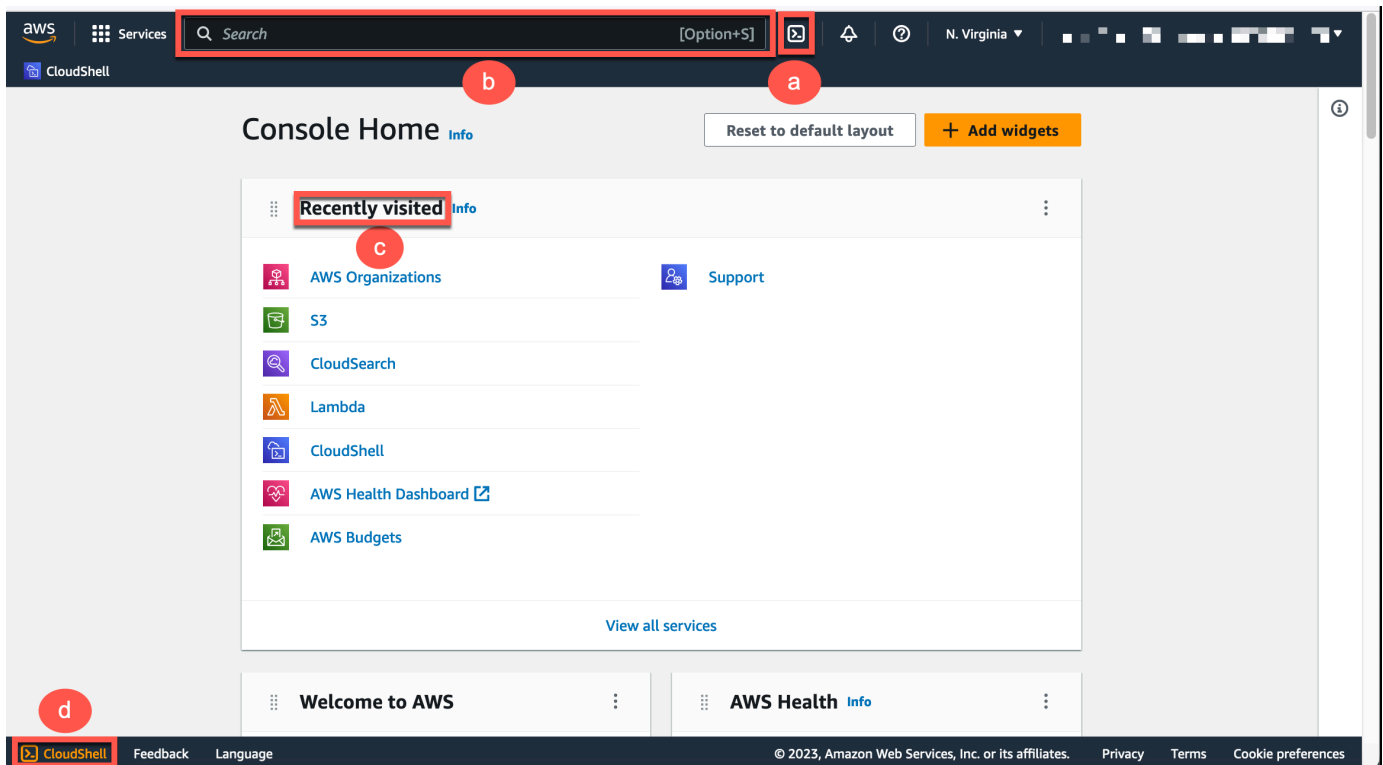 aws Services Search [Option+S] N. Virginia
CloudShell
b a
Console Home Info Reset to default layout + Add widgets
Recently visited Info
c
AWS Organizations Support
S3
CloudSearch
Lambda
CloudShell
AWS Health Dashboard
AWS Budgets
View all services
Welcome to AWS AWS Health Info
d
CloudShell Feedback Language © 2023, Amazon Web Services, Inc. or its affiliates. Privacy Terms Cookie preferences